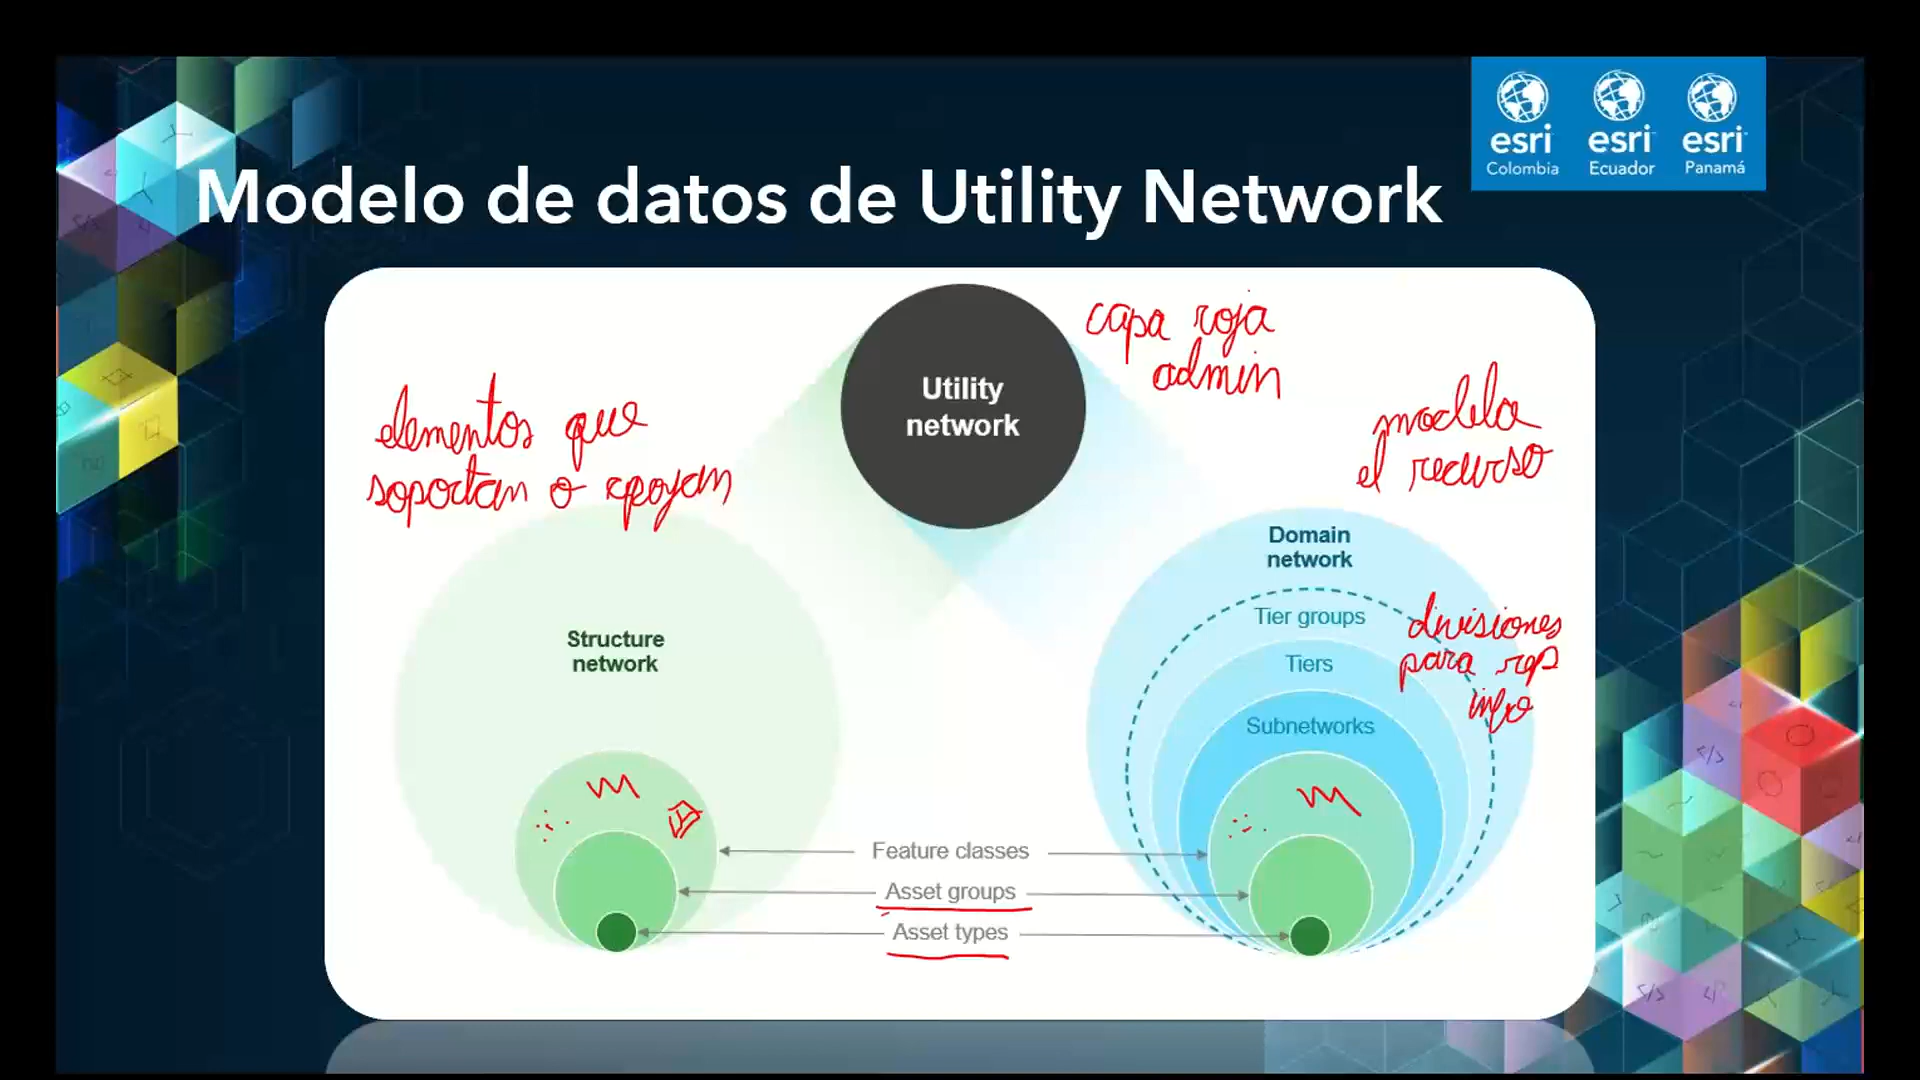 esri esri esri
Colombia Ecuador Panamá
Modelo de datos de Utility Network
Utility
network
capa roja
admin
elementos que
soportan o apoyan
modela
el recurso
Domain
network
Tier groups
Tiers
Subnetworks
divisiones
para rep
info
Structure
network
Feature classes
Asset groups
Asset types